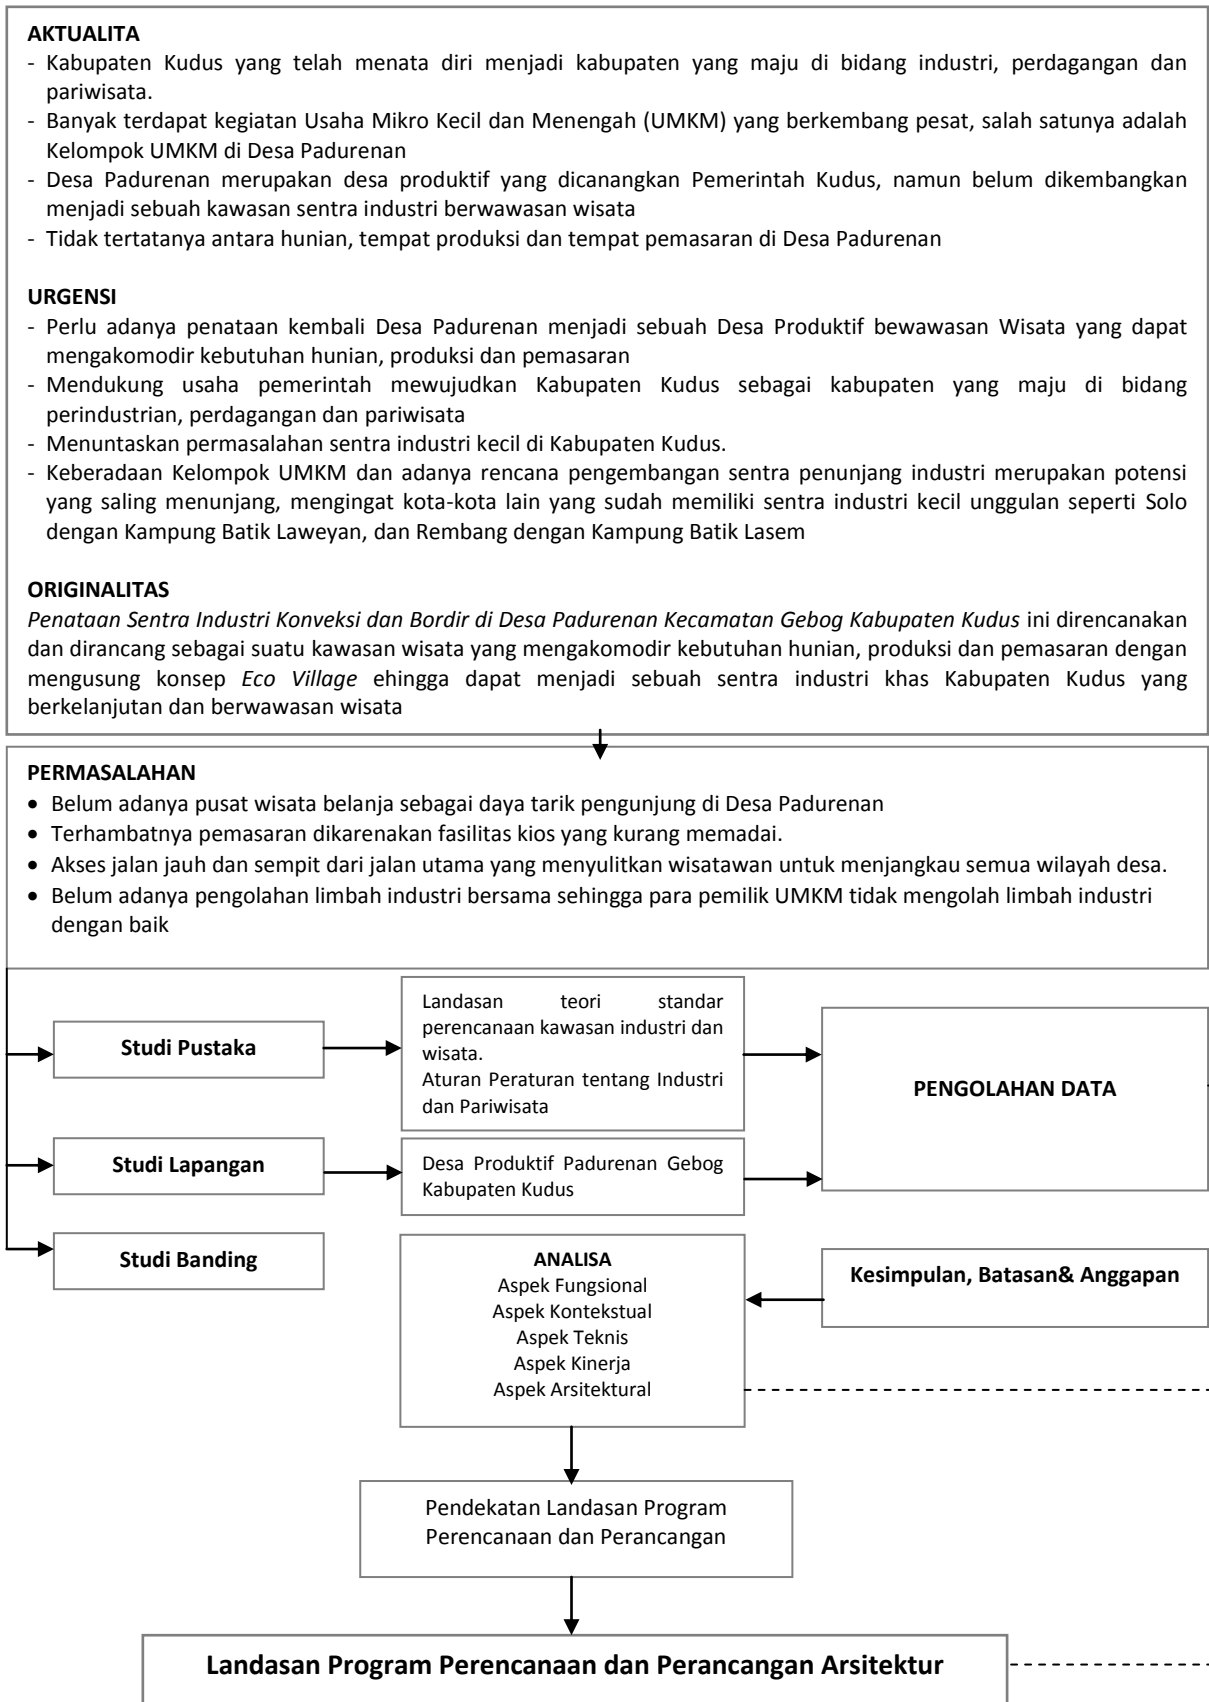 AKTUALITA
- Kabupaten Kudus yang telah menata diri menjadi kabupaten yang maju di bidang industri, perdagangan dan
pariwisata.
- Banyak terdapat kegiatan Usaha Mikro Kecil dan Menengah (UMKM) yang berkembang pesat, salah satunya adalah
Kelompok UMKM di Desa Padurenan
- Desa Padurenan merupakan desa produktif yang dicanangkan Pemerintah Kudus, namun belum dikembangkan
menjadi sebuah kawasan sentra industri berwawasan wisata
- Tidak tertatanya antara hunian, tempat produksi dan tempat pemasaran di Desa Padurenan
URGENSI
- Perlu adanya penataan kembali Desa Padurenan menjadi sebuah Desa Produktif bewawasan Wisata yang dapat
mengakomodir kebutuhan hunian, produksi dan pemasaran
- Mendukung usaha pemerintah mewujudkan Kabupaten Kudus sebagai kabupaten yang maju di bidang
perindustrian, perdagangan dan pariwisata
- Menuntaskan permasalahan sentra industri kecil di Kabupaten Kudus.
- Keberadaan Kelompok UMKM dan adanya rencana pengembangan sentra penunjang industri merupakan potensi
yang saling menunjang, mengingat kota-kota lain yang sudah memiliki sentra industri kecil unggulan seperti Solo
dengan Kampung Batik Laweyan, dan Rembang dengan Kampung Batik Lasem
ORIGINALITAS
Penataan Sentra Industri Konveksi dan Bordir di Desa Padurenan Kecamatan Gebog Kabupaten Kudus ini direncanakan
dan dirancang sebagai suatu kawasan wisata yang mengakomodir kebutuhan hunian, produksi dan pemasaran dengan
mengusung konsep Eco Village ehingga dapat menjadi sebuah sentra industri khas Kabupaten Kudus yang
berkelanjutan dan berwawasan wisata
PERMASALAHAN
• Belum adanya pusat wisata belanja sebagai daya tarik pengunjung di Desa Padurenan
• Terhambatnya pemasaran dikarenakan fasilitas kios yang kurang memadai.
• Akses jalan jauh dan sempit dari jalan utama yang menyulitkan wisatawan untuk menjangkau semua wilayah desa.
• Belum adanya pengolahan limbah industri bersama sehingga para pemilik UMKM tidak mengolah limbah industri
dengan baik
Studi Pustaka
Landasan teori standar
perencanaan kawasan industri dan
wisata.
Aturan Peraturan tentang Industri
dan Pariwisata
PENGOLAHAN DATA
Studi Lapangan
Desa Produktif Padurenan Gebog
Kabupaten Kudus
Studi Banding
ANALISA
Aspek Fungsional
Aspek Kontekstual
Aspek Teknis
Aspek Kinerja
Aspek Arsitektural
Kesimpulan, Batasan& Anggapan
Pendekatan Landasan Program
Perencanaan dan Perancangan
Landasan Program Perencanaan dan Perancangan Arsitektur